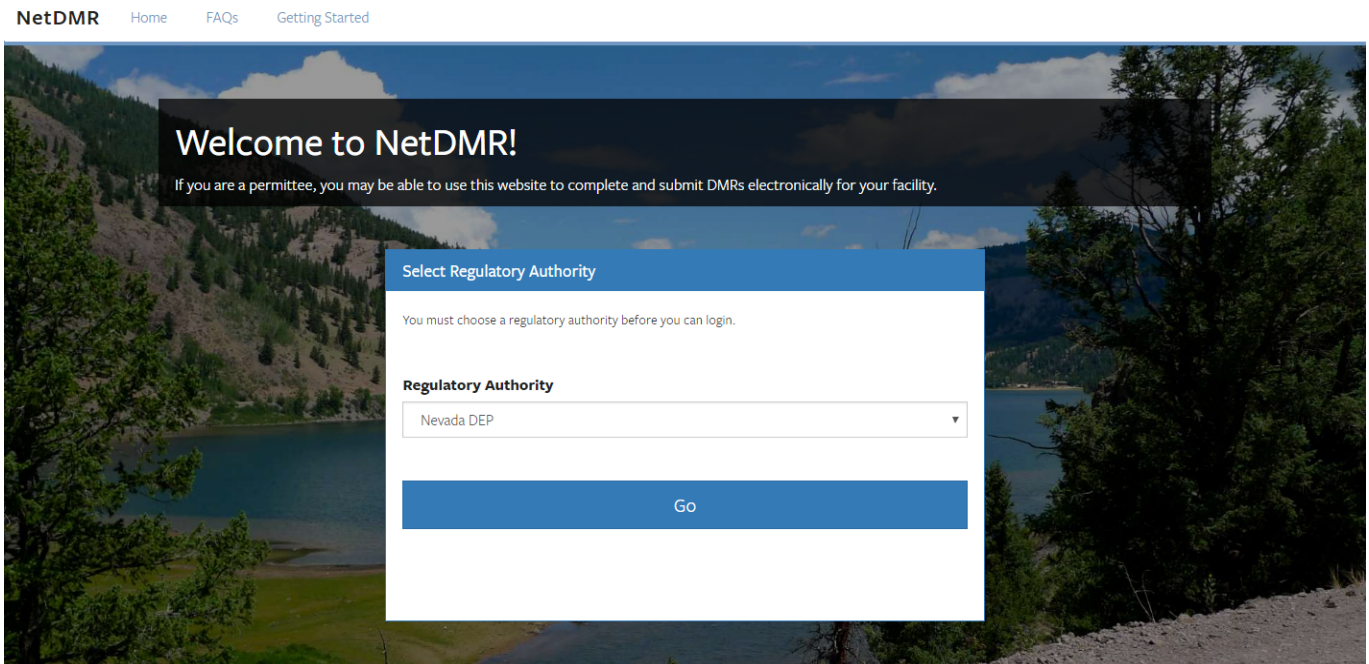 NetDMR Home FAQs Getting Started
Welcome to NetDMR!
If you are a permittee, you may be able to use this website to complete and submit DMRs electronically for your facility.
Select Regulatory Authority
You must choose a regulatory authority before you can login.
Regulatory Authority
Nevada DEP
Go